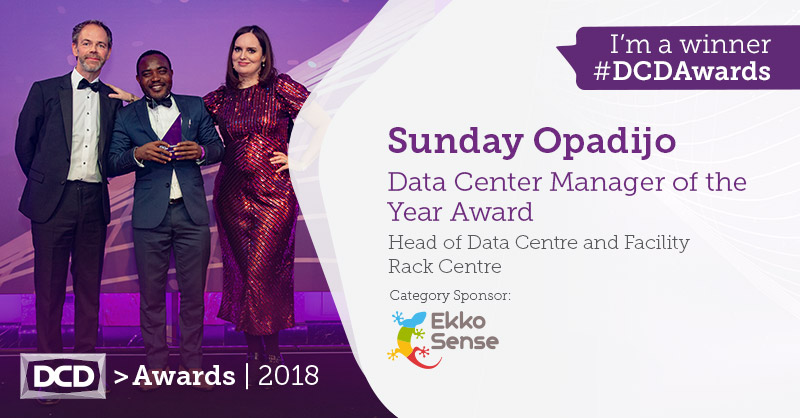 I'm a winner
#DCDAwards
Sunday Opadijo
Data Center Manager of the
Year Award
Head of Data Centre and Facility
Rack Centre
Category Sponsor:
Ekko
Sense
DCD > Awards | 2018